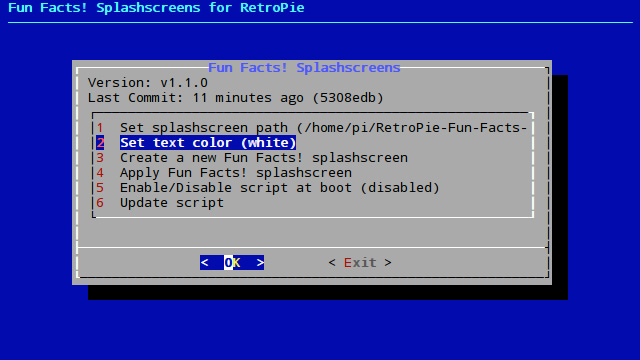 Fun Facts! Splashscreens for RetroPie
Fun Facts! Splashscreens
Version: v1.1.0
Last Commit: 11 minutes ago (5308edb)
1 Set splashscreen path (/home/pi/RetroPie-Fun-Facts-
2 Set text color (white)
3 Create a new Fun Facts! splashscreen
4 Apply Fun Facts! splashscreen
5 Enable/Disable script at boot (disabled)
6 Update script
< OK > < Exit >